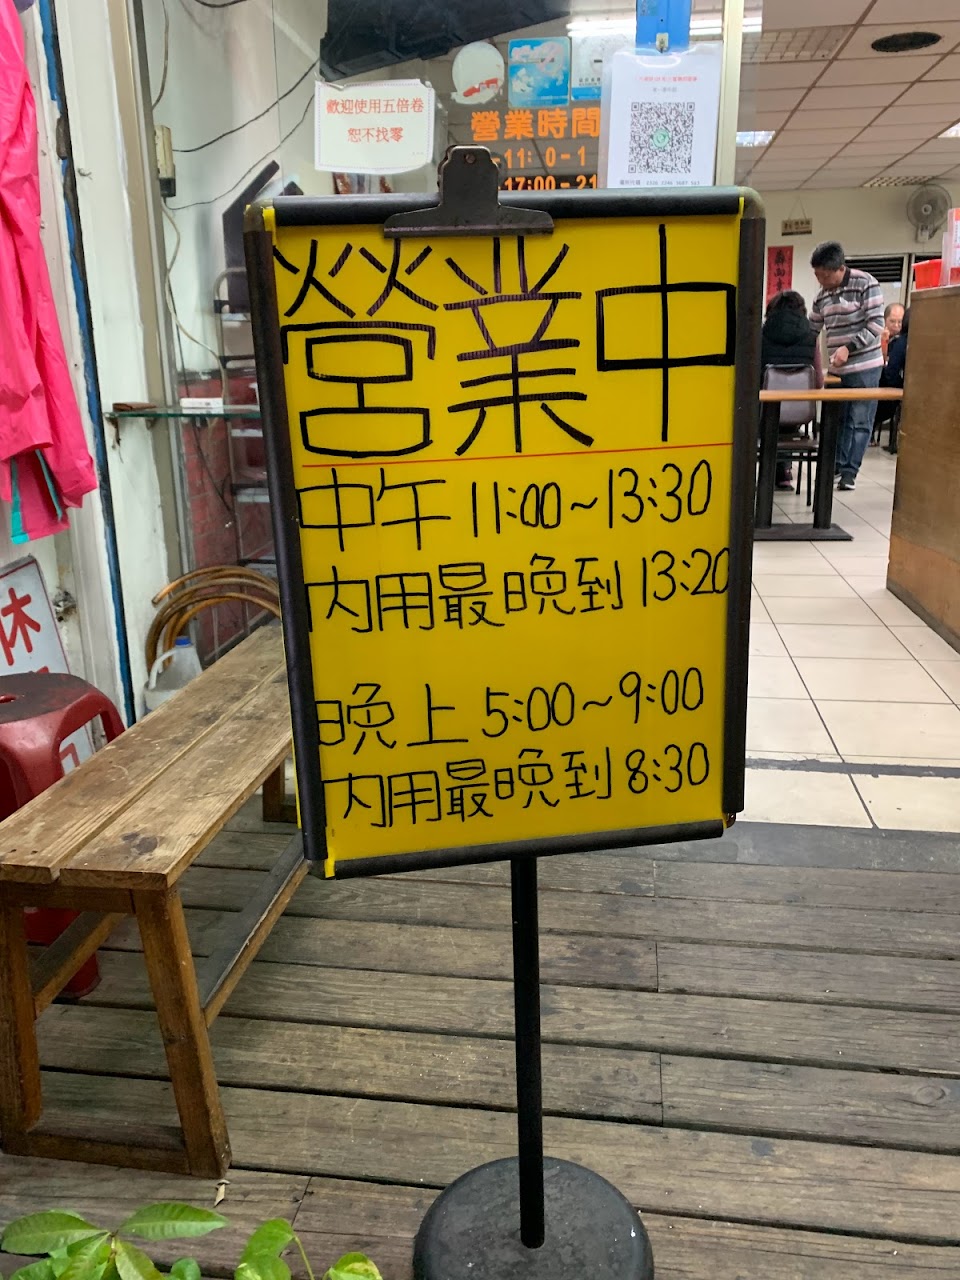 歡迎使用五倍卷
恕不找零
營業時間
營業中
中午 11:00~13:30
內用最晚到 13:20
晚上 5:00~9:00
內用最晚到 8:30
休